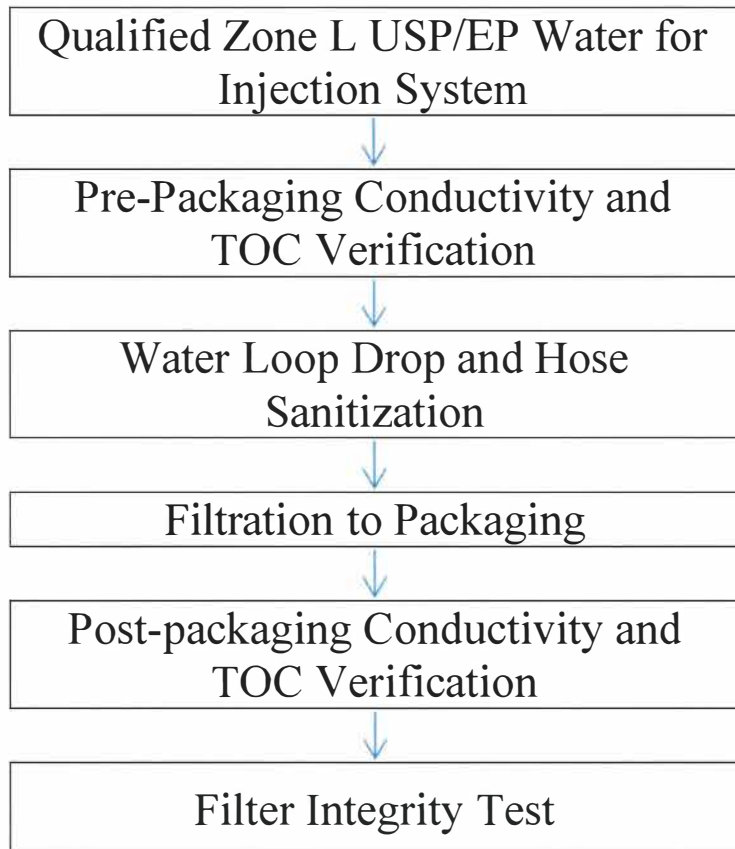 Qualified Zone L USP/EP Water for
Injection System
Pre-Packaging Conductivity and
TOC Verification
Water Loop Drop and Hose
Sanitization
Filtration to Packaging
Post-packaging Conductivity and
TOC Verification
Filter Integrity Test